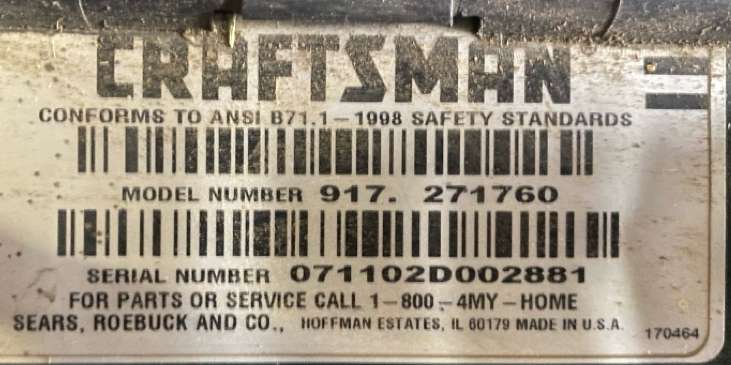 CRAFTSMAN
CONFORMS TO ANSI B71.1-1998 SAFETY STANDARDS
MODEL NUMBER 917. 271760
SERIAL NUMBER 071102D002881
FOR PARTS OR SERVICE CALL 1-800-4MY-HOME
SEARS, ROEBUCK AND CO., HOFFMAN ESTATES, IL 60179 MADE IN U.S.A.
170464